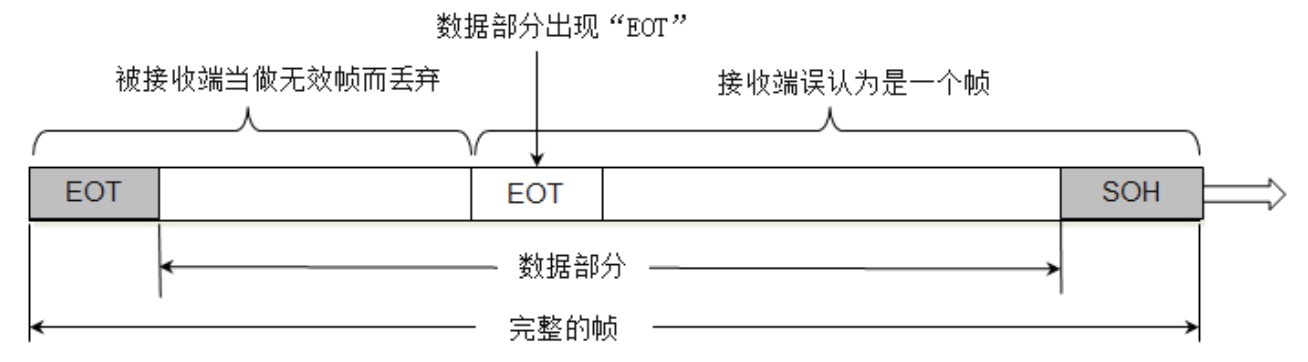 数据部分出现“EOT”
被接收端当做无效帧而丢弃
接收端误认为是一个帧
EOT
EOT
SOH
数据部分
完整的帧